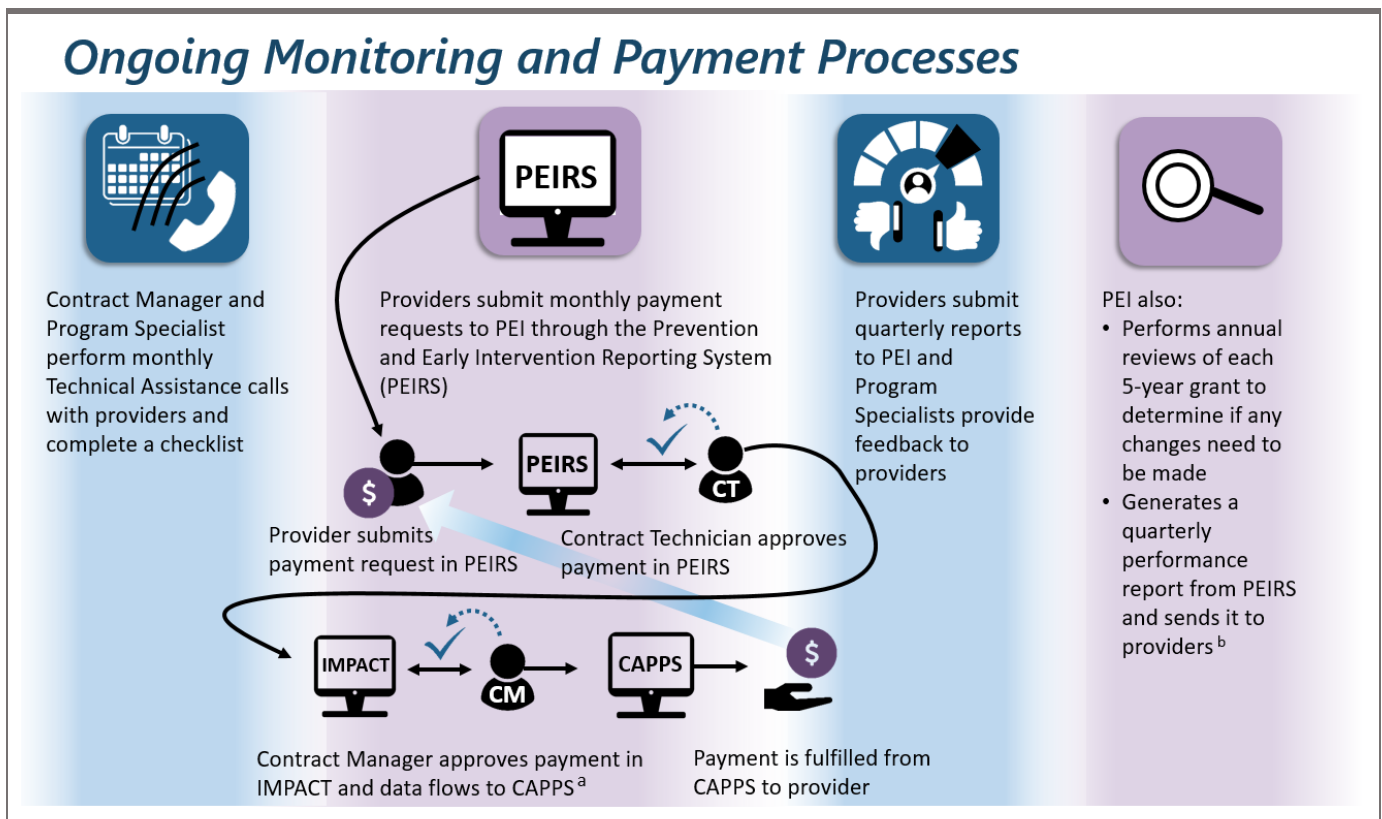 Ongoing Monitoring and Payment Processes
Contract Manager and
Program Specialist
perform monthly
Technical Assistance calls
with providers and
complete a checklist
PEIRS
Providers submit monthly payment
requests to PEI through the Prevention
and Early Intervention Reporting System
(PEIRS)
$
PEIRS
CT
Provider submits
payment request in PEIRS
Contract Technician approves
payment in PEIRS
IMPACT
CM
CAPPS
$
Contract Manager approves payment in
IMPACT and data flows to CAPPS a
Payment is fulfilled from
CAPPS to provider
Providers submit
quarterly reports
to PEI and
Program
Specialists provide
feedback to
providers
PEI also:
• Performs annual
reviews of each
5-year grant to
determine if any
changes need to
be made
• Generates a
quarterly
performance
report from PEIRS
and sends it to
providers b